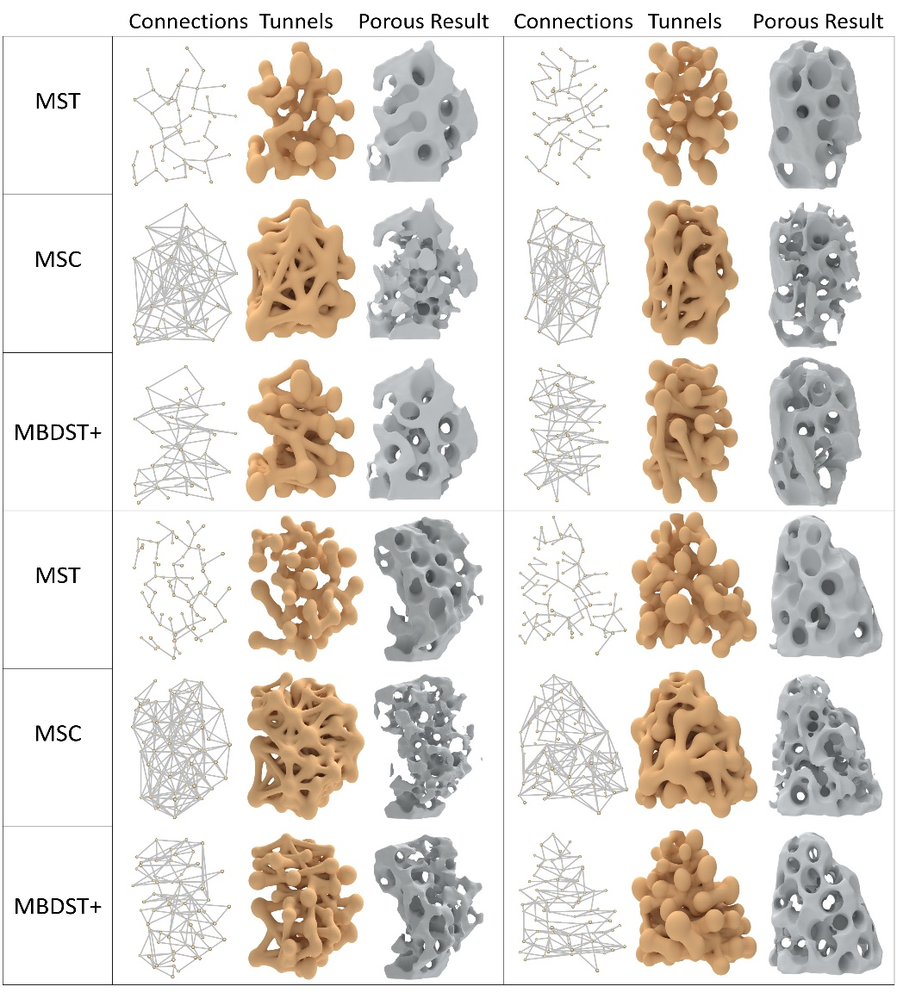 Connections Tunnels Porous Result Connections Tunnels Porous Result
MST
MSC
MBDST+
MST
MSC
MBDST+